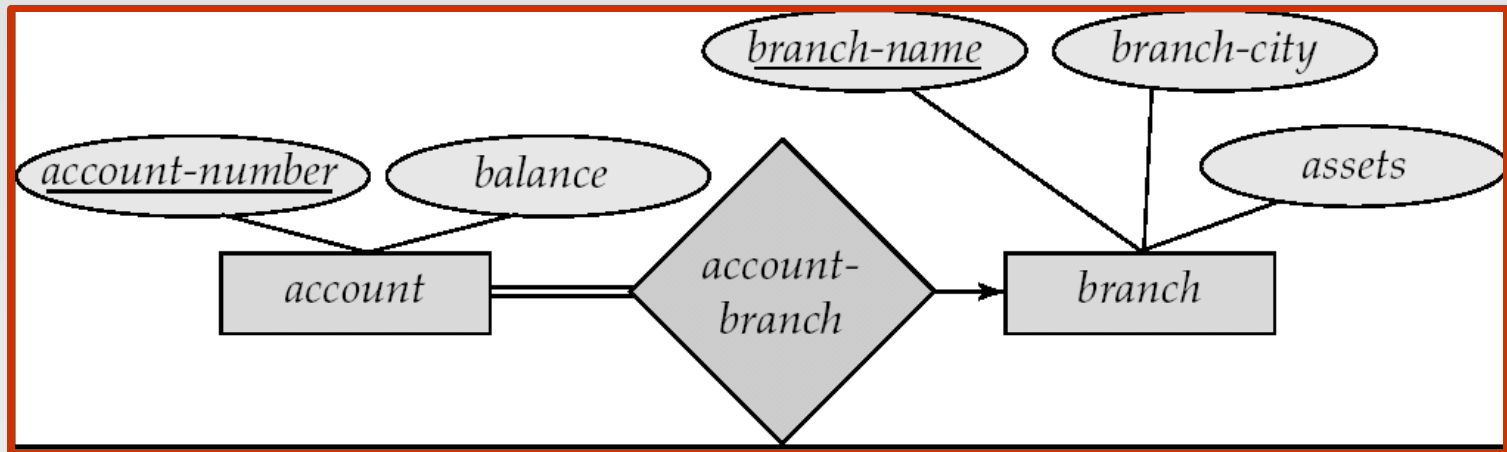 branch-name
branch-city
account-number
balance
assets
account
account-
branch
branch